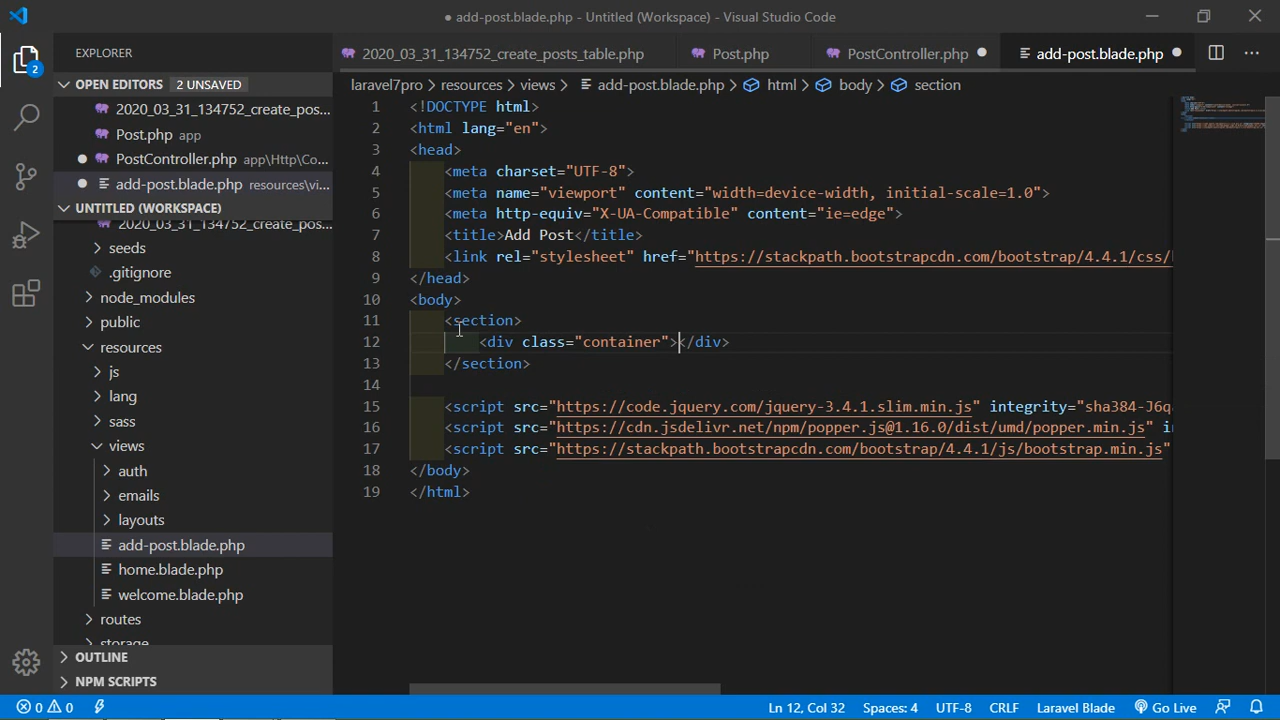 ● add-post.blade.php - Untitled (Workspace) - Visual Studio Code
EXPLORER
2020_03_31_134752_create_posts_table.php
Post.php
PostController.php
add-post.blade.php
2
OPEN EDITORS 2 UNSAVED
laravel7pro > resources > views > add-post.blade.php > html > body > section
2020_03_31_134752_create_pos...
Post.php app
PostController.php app\Http\Co...
add-post.blade.php resources\vi...
UNTITLED (WORKSPACE)
2020_03_31_134752_create_pos...
seeds
.gitignore
node_modules
public
resources
js
lang
sass
views
auth
emails
layouts
add-post.blade.php
home.blade.php
welcome.blade.php
routes
storage
OUTLINE
NPM SCRIPTS
1 <!DOCTYPE html>
2 <html lang="en">
3 <head>
4 <meta charset="UTF-8">
5 <meta name="viewport" content="width=device-width, initial-scale=1.0">
6 <meta http-equiv="X-UA-Compatible" content="ie=edge">
7 <title>Add Post</title>
8 <link rel="stylesheet" href="https://stackpath.bootstrapcdn.com/bootstrap/4.4.1/css/
9 </head>
10 <body>
11 <section>
12 <div class="container"></div>
13 </section>
14
15 <script src="https://code.jquery.com/jquery-3.4.1.slim.min.js" integrity="sha384-J6q
16 <script src="https://cdn.jsdelivr.net/npm/popper.js@1.16.0/dist/umd/popper.min.js" i
17 <script src="https://stackpath.bootstrapcdn.com/bootstrap/4.4.1/js/bootstrap.min.js"
18 </body>
19 </html>
0 0 Ln 12, Col 32 Spaces: 4 UTF-8 CRLF Laravel Blade Go Live